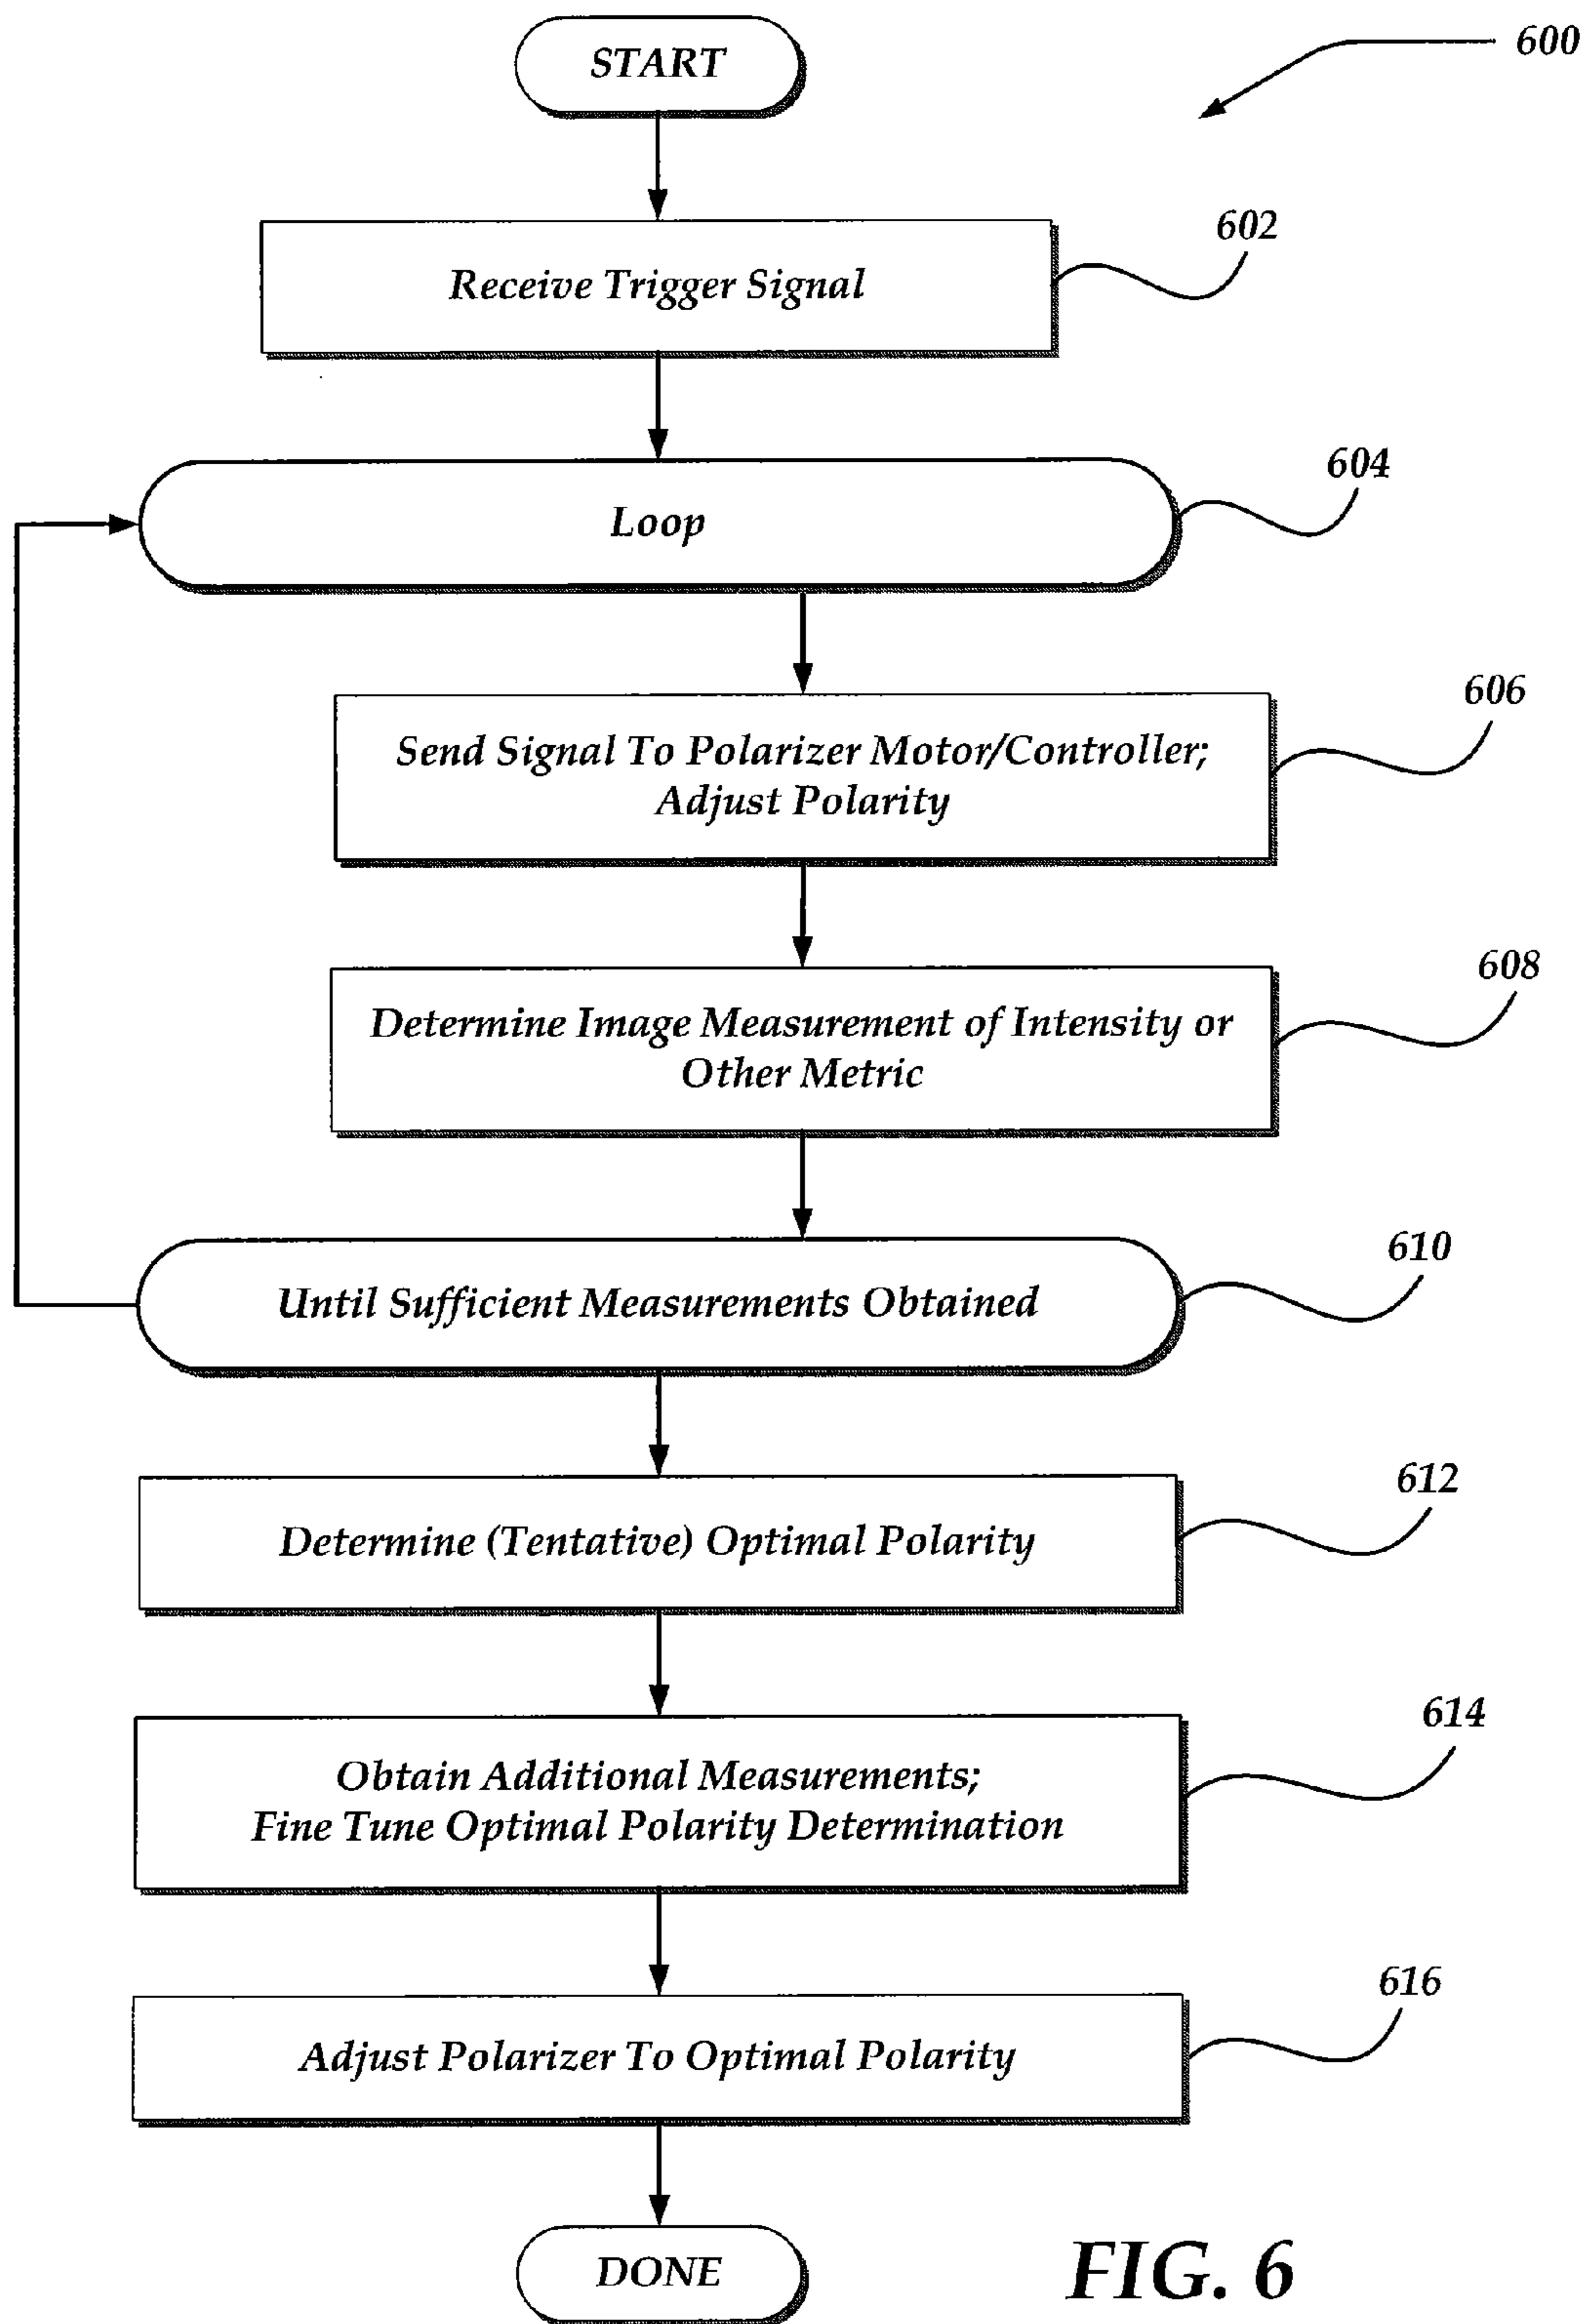 START
600
Receive Trigger Signal
602
Loop
604
Send Signal To Polarizer Motor/Controller;
Adjust Polarity
606
Determine Image Measurement of Intensity or
Other Metric
608
Until Sufficient Measurements Obtained
610
Determine (Tentative) Optimal Polarity
612
Obtain Additional Measurements;
Fine Tune Optimal Polarity Determination
614
Adjust Polarizer To Optimal Polarity
616
DONE
FIG. 6